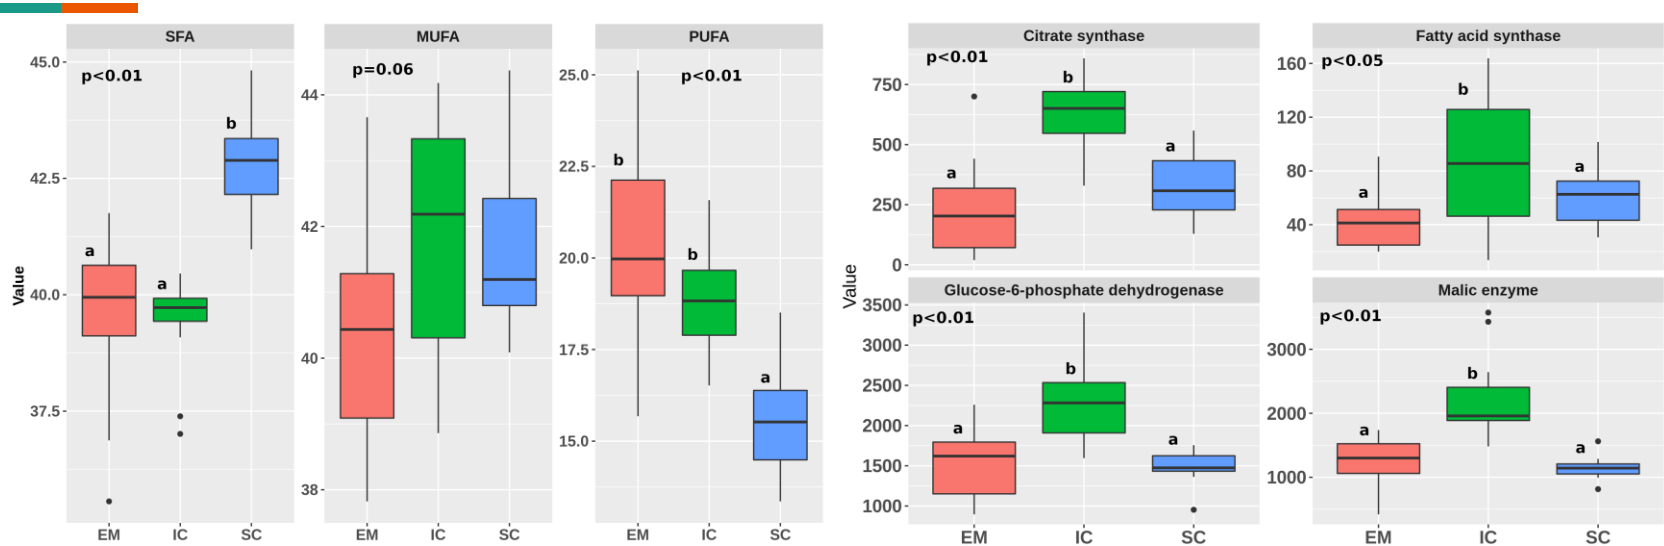 SFA
MUFA
PUFA
p<0.01
p=0.06
p<0.01
45.0
42.5
40.0
37.5
44
42
40
38
25.0
22.5
20.0
17.5
15.0
a
a
b
b
b
a
Value
EM IC SC
EM IC SC
EM IC SC
Citrate synthase
Fatty acid synthase
p<0.01
p<0.05
750
500
250
0
160
120
80
40
a
b
a
a
b
a
Value
Glucose-6-phosphate dehydrogenase
Malic enzyme
p<0.01
p<0.01
3500
3000
2500
2000
1500
1000
3000
2000
1000
a
b
a
a
b
a
EM IC SC
EM IC SC